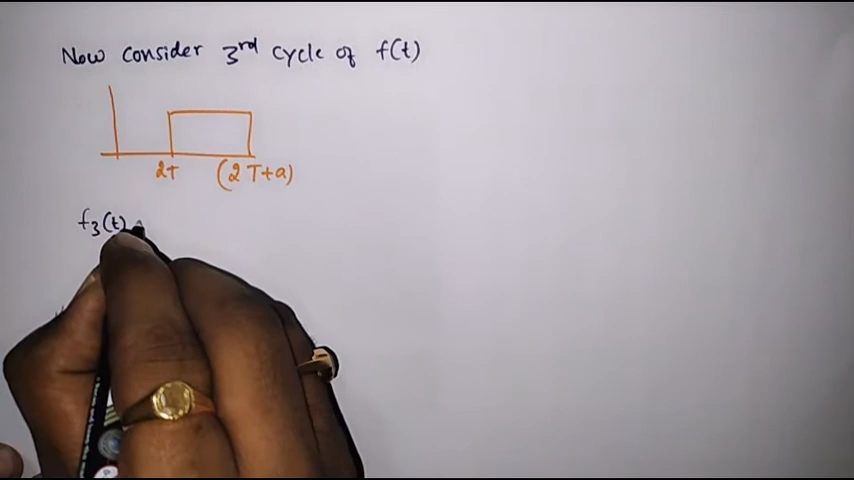 Now consider 3rd cycle of f(t)
2T (2T+a)
f3(t)